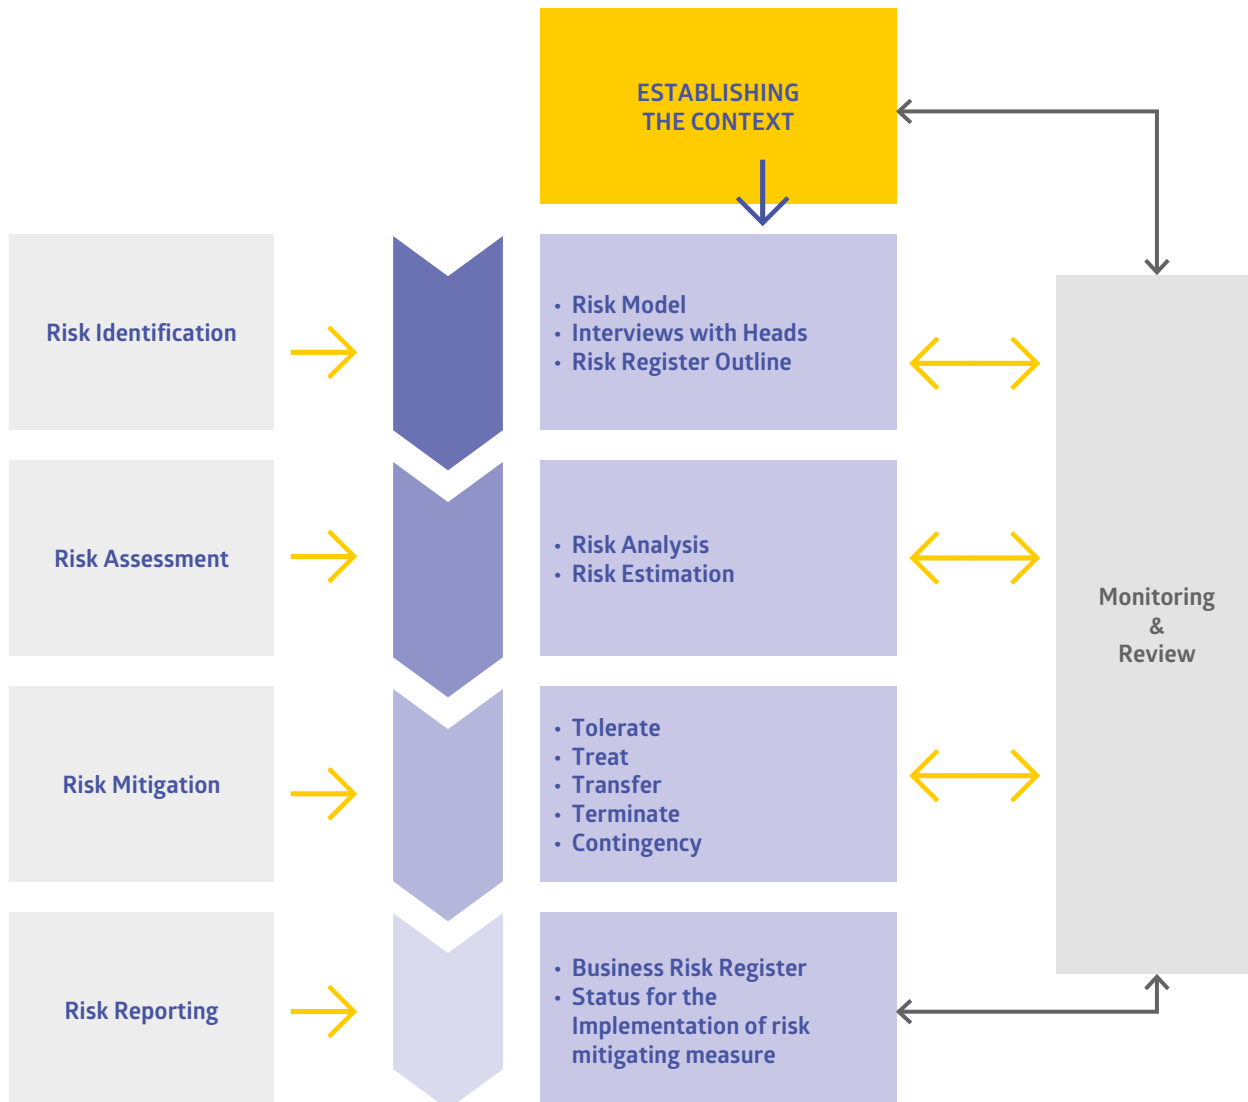 ESTABLISHING
THE CONTEXT
Risk Identification
• Risk Model
• Interviews with Heads
• Risk Register Outline
Risk Assessment
• Risk Analysis
• Risk Estimation
Monitoring
&
Review
Risk Mitigation
• Tolerate
• Treat
• Transfer
• Terminate
• Contingency
Risk Reporting
• Business Risk Register
• Status for the
Implementation of risk
mitigating measure